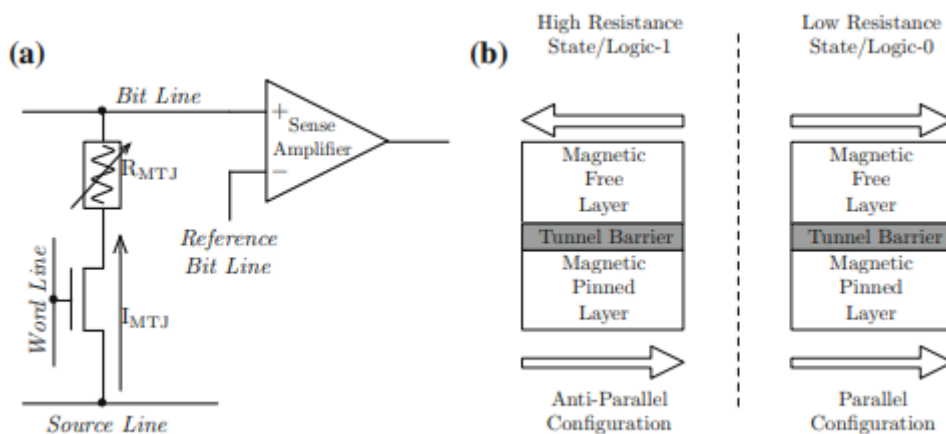 (a)
Bit Line
+
Sense
Amplifier
−
R_MTJ
Reference
Bit Line
Word Line
I_MTJ
Source Line
(b)
High Resistance
State/Logic-1
Low Resistance
State/Logic-0
Magnetic
Free
Layer
Tunnel Barrier
Magnetic
Pinned
Layer
Anti-Parallel
Configuration
Magnetic
Free
Layer
Tunnel Barrier
Magnetic
Pinned
Layer
Parallel
Configuration